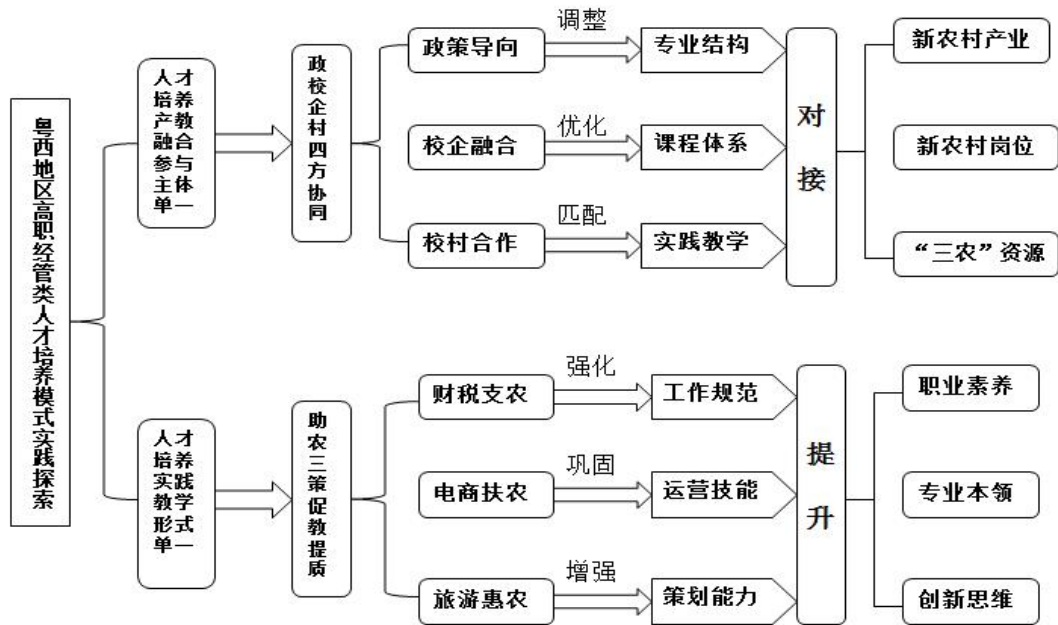 粤西地区高职经管类人才培养模式实践探索
人才
培养
产教
融合
参与
主体
单一
政校企村四方协同
政策导向
调整
专业结构
校企融合
优化
课程体系
校村合作
匹配
实践教学
对接
新农村产业
新农村岗位
“三农”资源
人才
培养
实践
教学
形式
单一
助农三策促教提质
财税支农
强化
工作规范
电商扶农
巩固
运营技能
旅游惠农
增强
策划能力
提升
职业素养
专业本领
创新思维